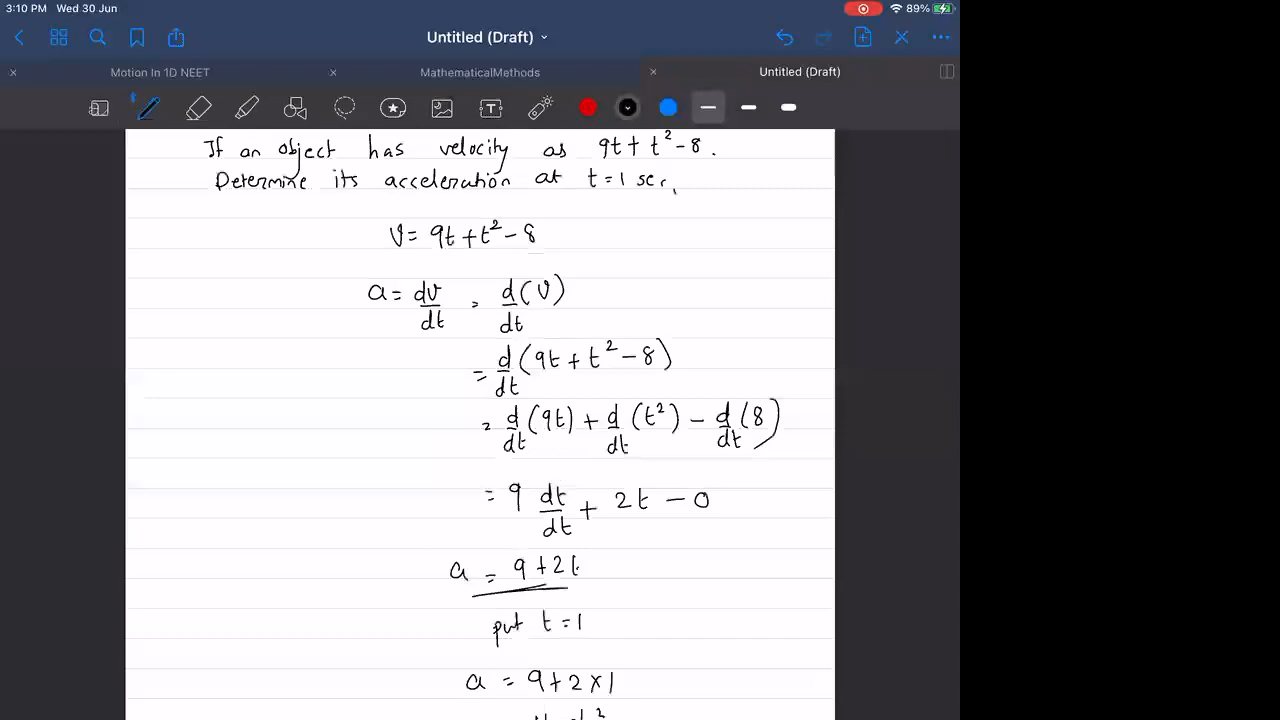 3:10 PM Wed 30 Jun
89%
Untitled (Draft)
Motion In 1D NEET
MathematicalMethods
Untitled (Draft)
If an object has velocity as 9t + t² - 8.
Determine its acceleration at t = 1 sec,
v = 9t + t² - 8
a = dv/dt = d/dt (v)
= d/dt (9t + t² - 8)
= d/dt (9t) + d/dt (t²) - d/dt (8)
= 9 dt/dt + 2t - 0
a = 9 + 2t
put t = 1
a = 9 + 2 × 1